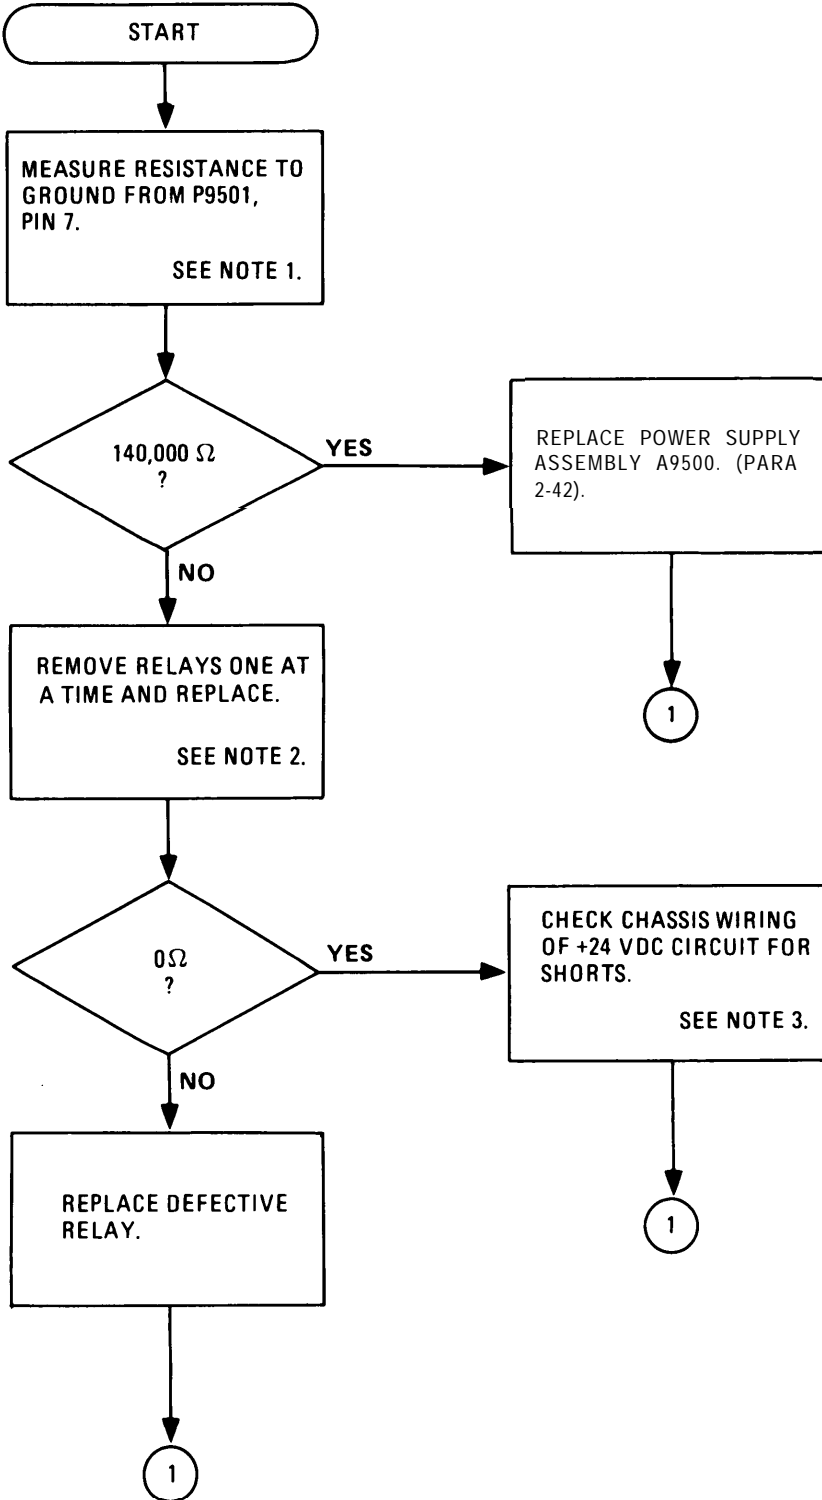 START
MEASURE RESISTANCE TO
GROUND FROM P9501,
PIN 7.
SEE NOTE 1.
140,000 Ω
?
YES
REPLACE POWER SUPPLY
ASSEMBLY A9500. (PARA
2-42).
1
NO
REMOVE RELAYS ONE AT
A TIME AND REPLACE.
SEE NOTE 2.
0Ω
?
YES
CHECK CHASSIS WIRING
OF +24 VDC CIRCUIT FOR
SHORTS.
SEE NOTE 3.
1
NO
REPLACE DEFECTIVE
RELAY.
1